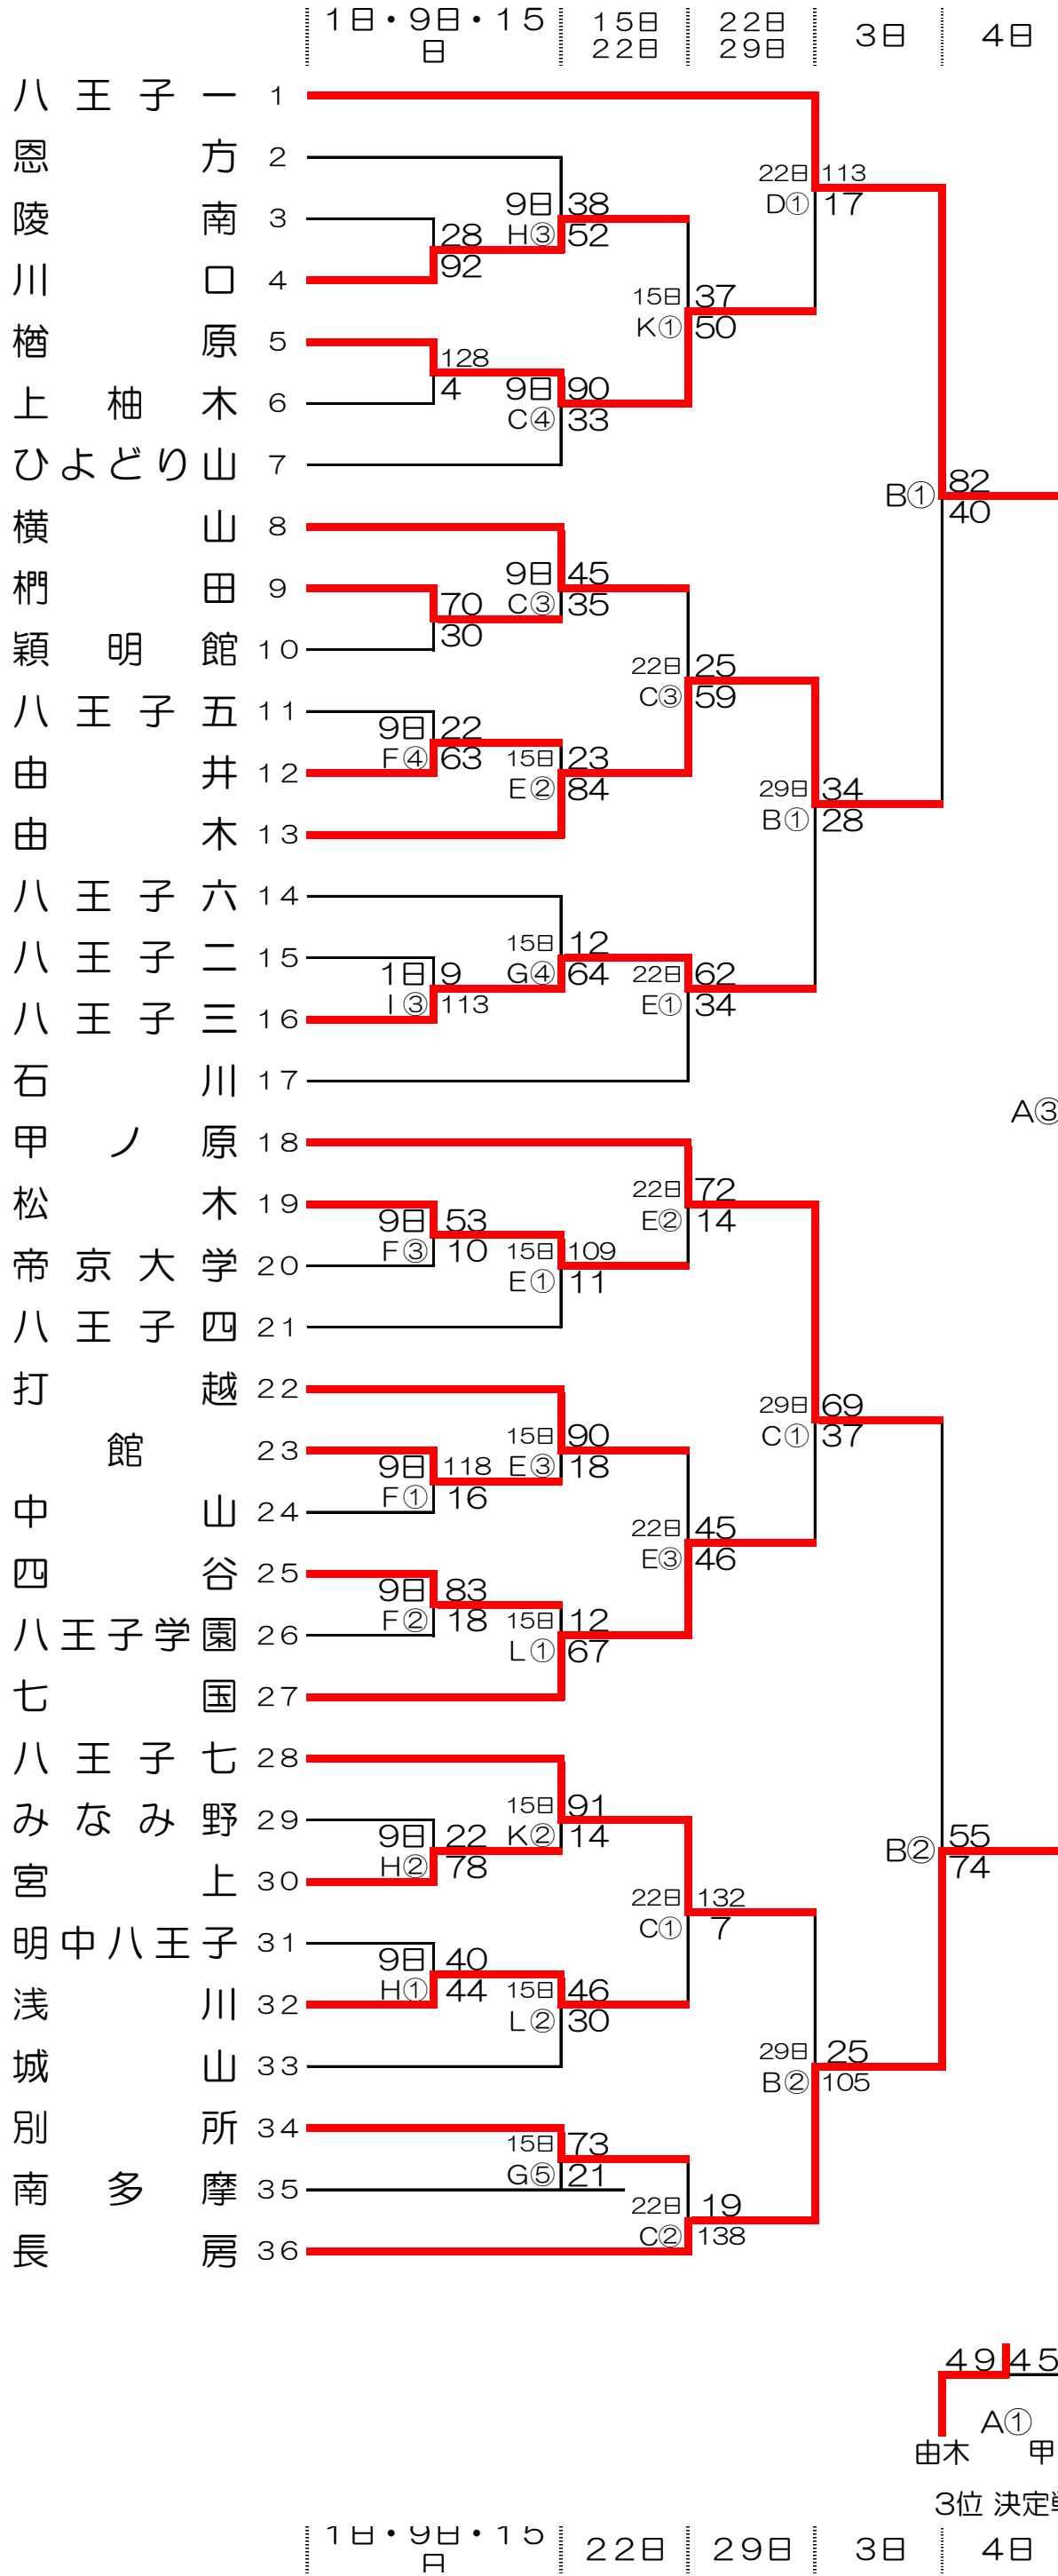 1日・9日・15日
15日
22日
22日
29日
3日
4日
八王子一 1
恩方 2
22日 113
D① 17
陵南 3
9日 38
H③ 52
28
92
川口 4
15日 37
K① 50
楢原 5
128
4
9日 90
C④ 33
上柚木 6
ひよどり山 7
B① 82
40
横山 8
9日 45
C③ 35
椚田 9
70
30
穎明館 10
22日 25
C③ 59
八王子五 11
9日 22
F④ 63
15日 23
E② 84
由井 12
29日 34
B① 28
由木 13
八王子六 14
15日 12
G④ 64
八王子二 15
1日 9
I③ 113
22日 62
E① 34
八王子三 16
石川 17
A③
甲ノ原 18
22日 72
E② 14
松木 19
9日 53
F③ 10
15日 109
E① 11
帝京大学 20
八王子四 21
打越 22
29日 69
C① 37
15日 90
E③ 18
館 23
9日 118
F① 16
中山 24
22日 45
E③ 46
四谷 25
9日 83
F② 18
15日 12
L① 67
八王子学園 26
七国 27
八王子七 28
15日 91
K② 14
みなみ野 29
9日 22
H② 78
B② 55
74
宮上 30
22日 132
C① 7
明中八王子 31
9日 40
H① 44
15日 46
L② 30
浅川 32
29日 25
B② 105
城山 33
別所 34
15日 73
G⑤ 21
南多摩 35
22日 19
C② 138
長房 36
49 45
A①
由木 甲
3位 決定
1日・9日・15日
22日
29日
3日
4日